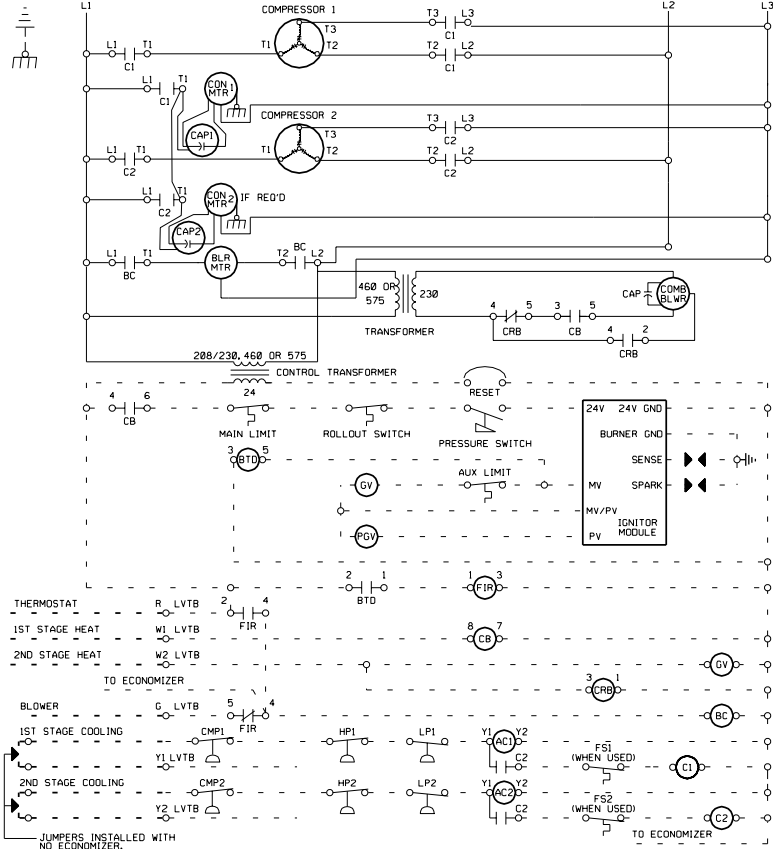 L1
COMPRESSOR 1
L2
L3
T3 L3
C1
T3
L1 T1
C1
T1
T2
T2 L2
C1
L1 T1
C1
CON 1
MTR
CAP1
COMPRESSOR 2
T3 L3
C2
T3
L1 T1
C2
T1
T2
T2 L2
C2
L1 T1
C2
CON
MTR 2
IF REQ'D
CAP2
L1 T1
BC
BLR
MTR
T2 BC L2
460 OR
575
230
TRANSFORMER
CAP
COMB
BLWR
4 5
CRB
3 5
CB
4 2
CRB
208/230,460 OR 575
CONTROL TRANSFORMER
24
RESET
4 6
CB
MAIN LIMIT
ROLLOUT SWITCH
PRESSURE SWITCH
24V 24V GND
BURNER GND
SENSE
SPARK
MV
MV/PV
PV
IGNITOR
MODULE
3 BTD 5
AUX LIMIT
GV
PGV
2 1
BTD
1 FIR 3
THERMOSTAT R LVTB
2 4
FIR
1ST STAGE HEAT W1 LVTB
8 CB 7
2ND STAGE HEAT W2 LVTB
GV
TO ECONOMIZER
3 CRB 1
BLOWER G LVTB
5 4
FIR
BC
1ST STAGE COOLING
CMP1 HP1 LP1
Y1 AC1 Y2
Y1 LVTB
C2
FS1
(WHEN USED)
C1
2ND STAGE COOLING
CMP2 HP2 LP2
Y1 AC2 Y2
Y2 LVTB
C2
FS2
(WHEN USED)
C2
TO ECONOMIZER
JUMPERS INSTALLED WITH
NO ECONOMIZER.